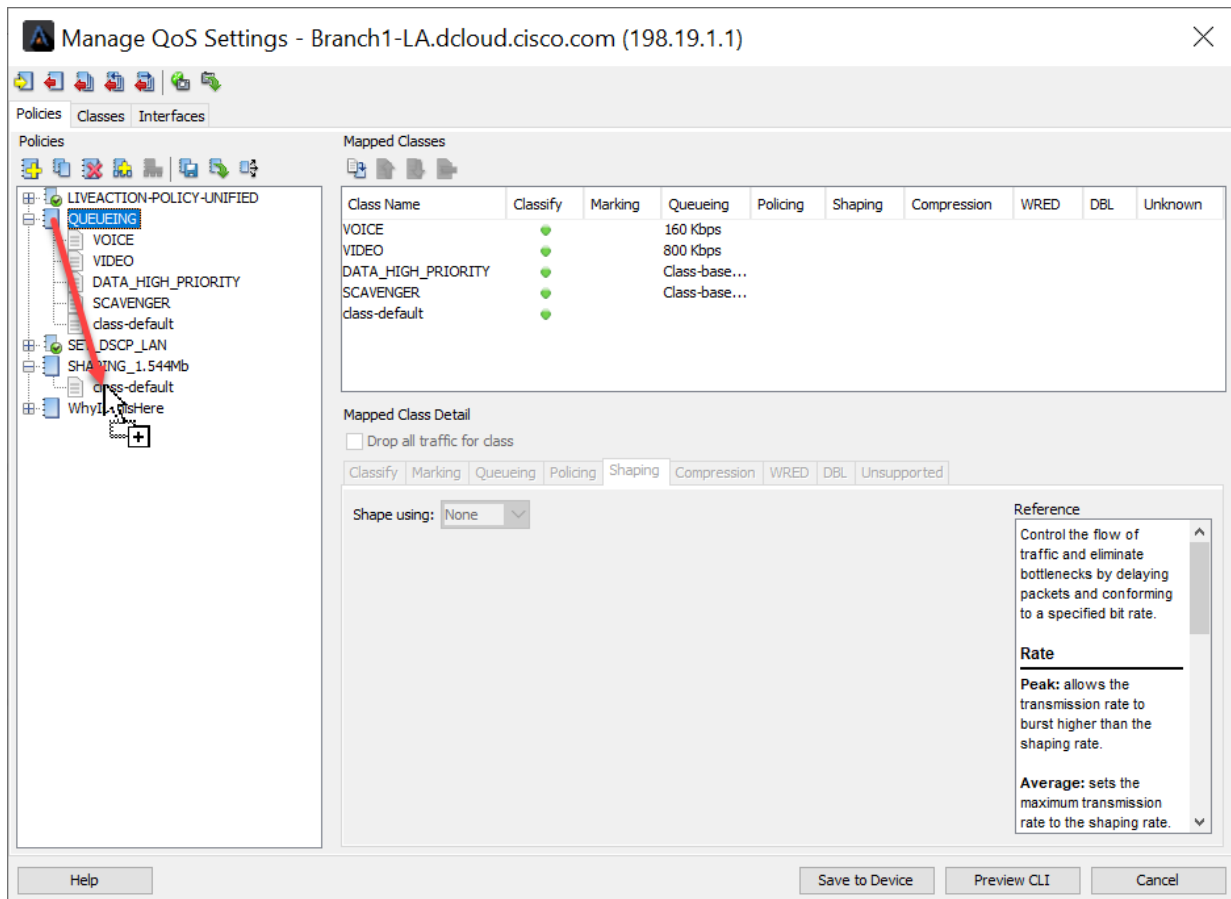 Manage QoS Settings - Branch1-LA.dcloud.cisco.com (198.19.1.1)
Policies Classes Interfaces
Policies
LIVEACTION-POLICY-UNIFIED
QUEUEING
VOICE
VIDEO
DATA_HIGH_PRIORITY
SCAVENGER
class-default
SET_DSCP_LAN
SHAPING_1.544Mb
class-default
Mapped Classes
Class Name Classify Marking Queueing Policing Shaping Compression WRED DBL Unknown
VOICE 160 Kbps
VIDEO 800 Kbps
DATA_HIGH_PRIORITY Class-base...
SCAVENGER Class-base...
class-default
Mapped Class Detail
Drop all traffic for class
Classify Marking Queueing Policing Shaping Compression WRED DBL Unsupported
Shape using: None
Reference
Control the flow of
traffic and eliminate
bottlenecks by delaying
packets and conforming
to a specified bit rate.
Rate
Peak: allows the
transmission rate to
burst higher than the
shaping rate.
Average: sets the
maximum transmission
rate to the shaping rate.
Help Save to Device Preview CLI Cancel